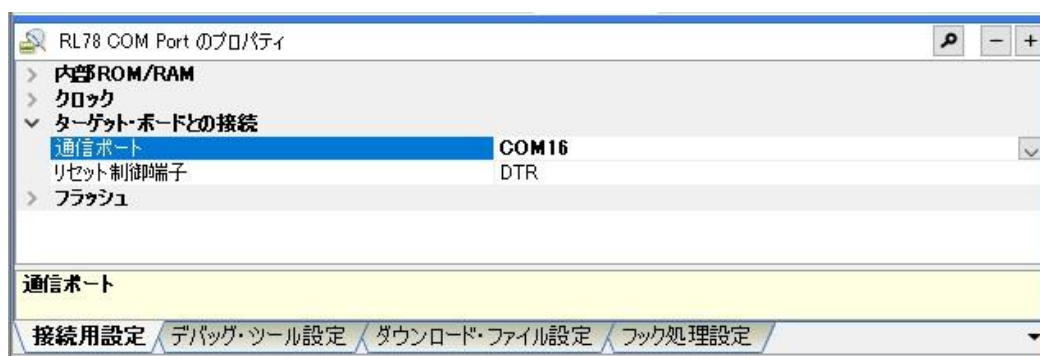 RL78 COM Port のプロパティ
内部ROM/RAM
クロック
ターゲット・ボードとの接続
通信ポート COM16
リセット制御端子 DTR
フラッシュ
通信ポート
接続用設定 デバッグ・ツール設定 ダウンロード・ファイル設定 フック処理設定